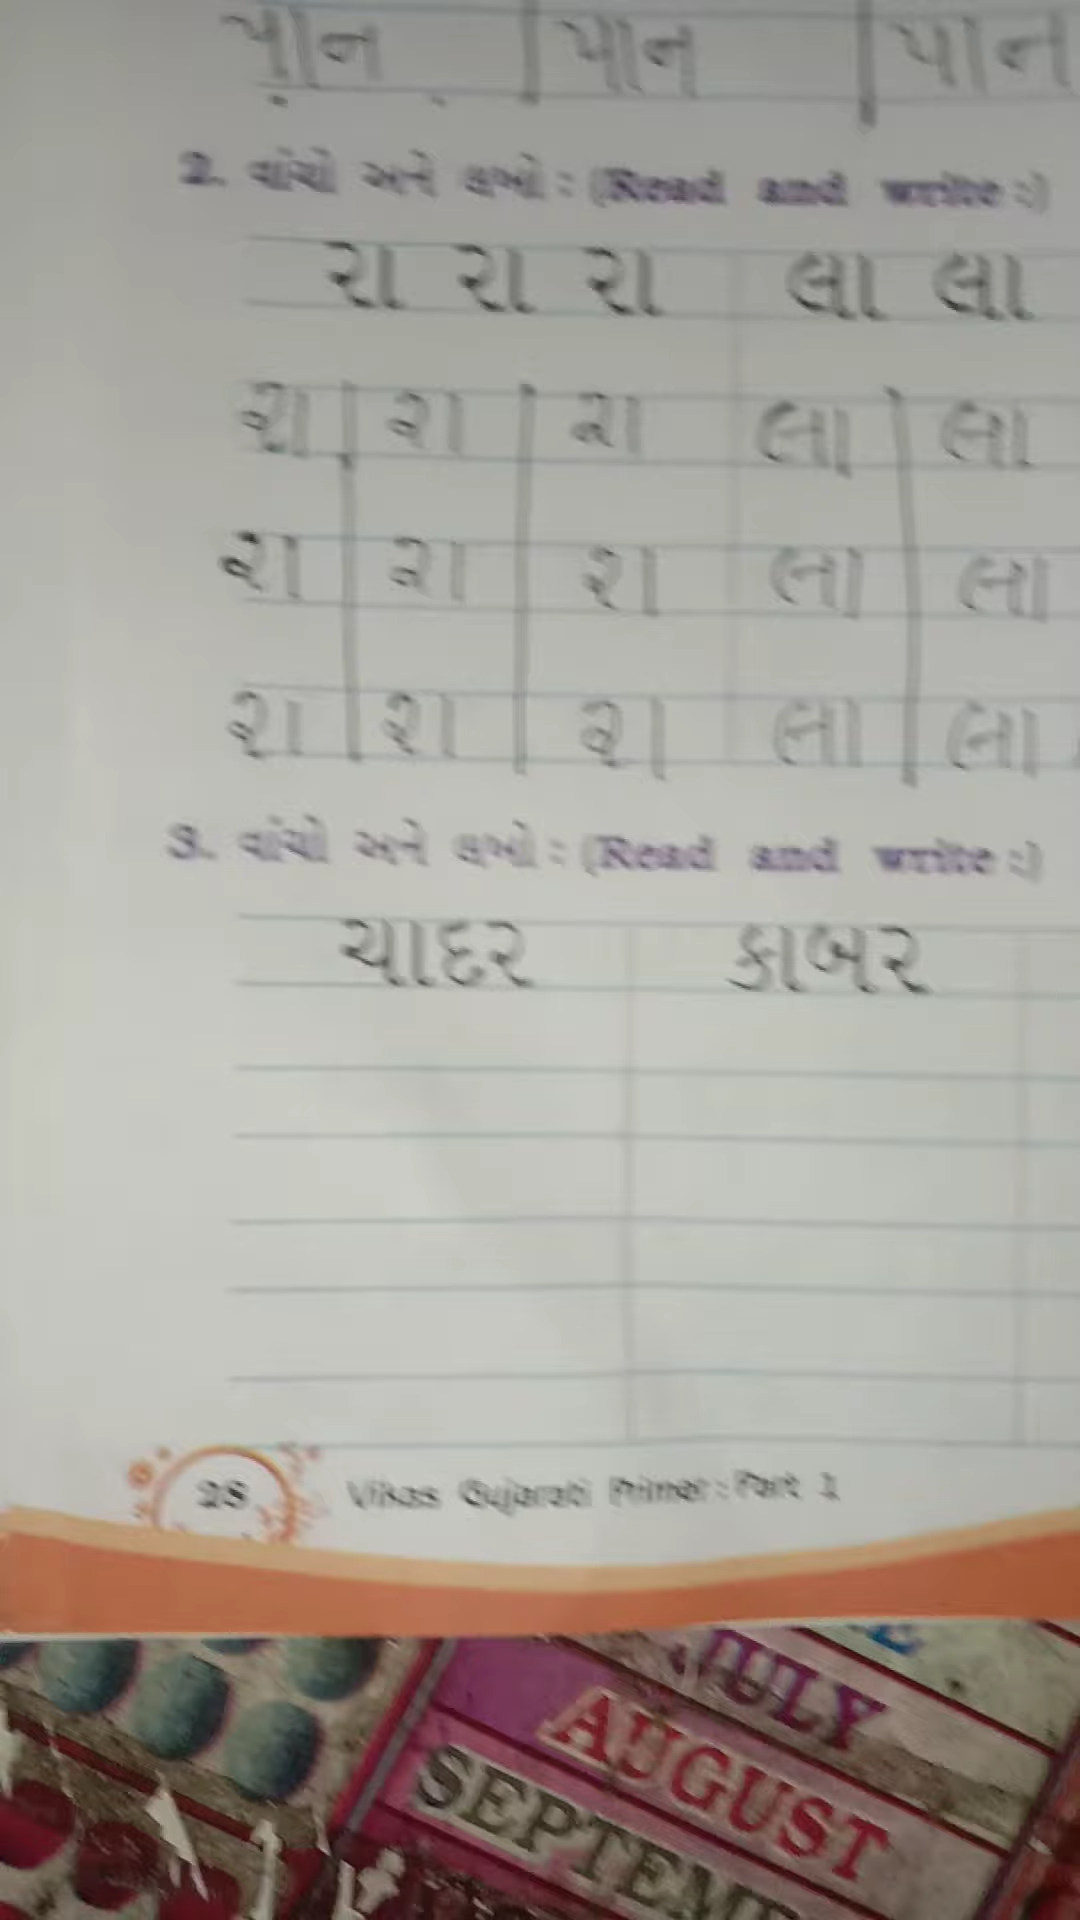 પાન પાન પાન
2. વાંચો અને લખો : (Read and write :)
રા રા રા લા લા
રા રા રા લા લા
રા રા રા લા લા
રા રા રા લા લા
3. વાંચો અને લખો : (Read and write :)
ચાદર કાબર
28 Vikas Gujarati Primer : Part 1
JULY
AUGUST
SEPTEMB